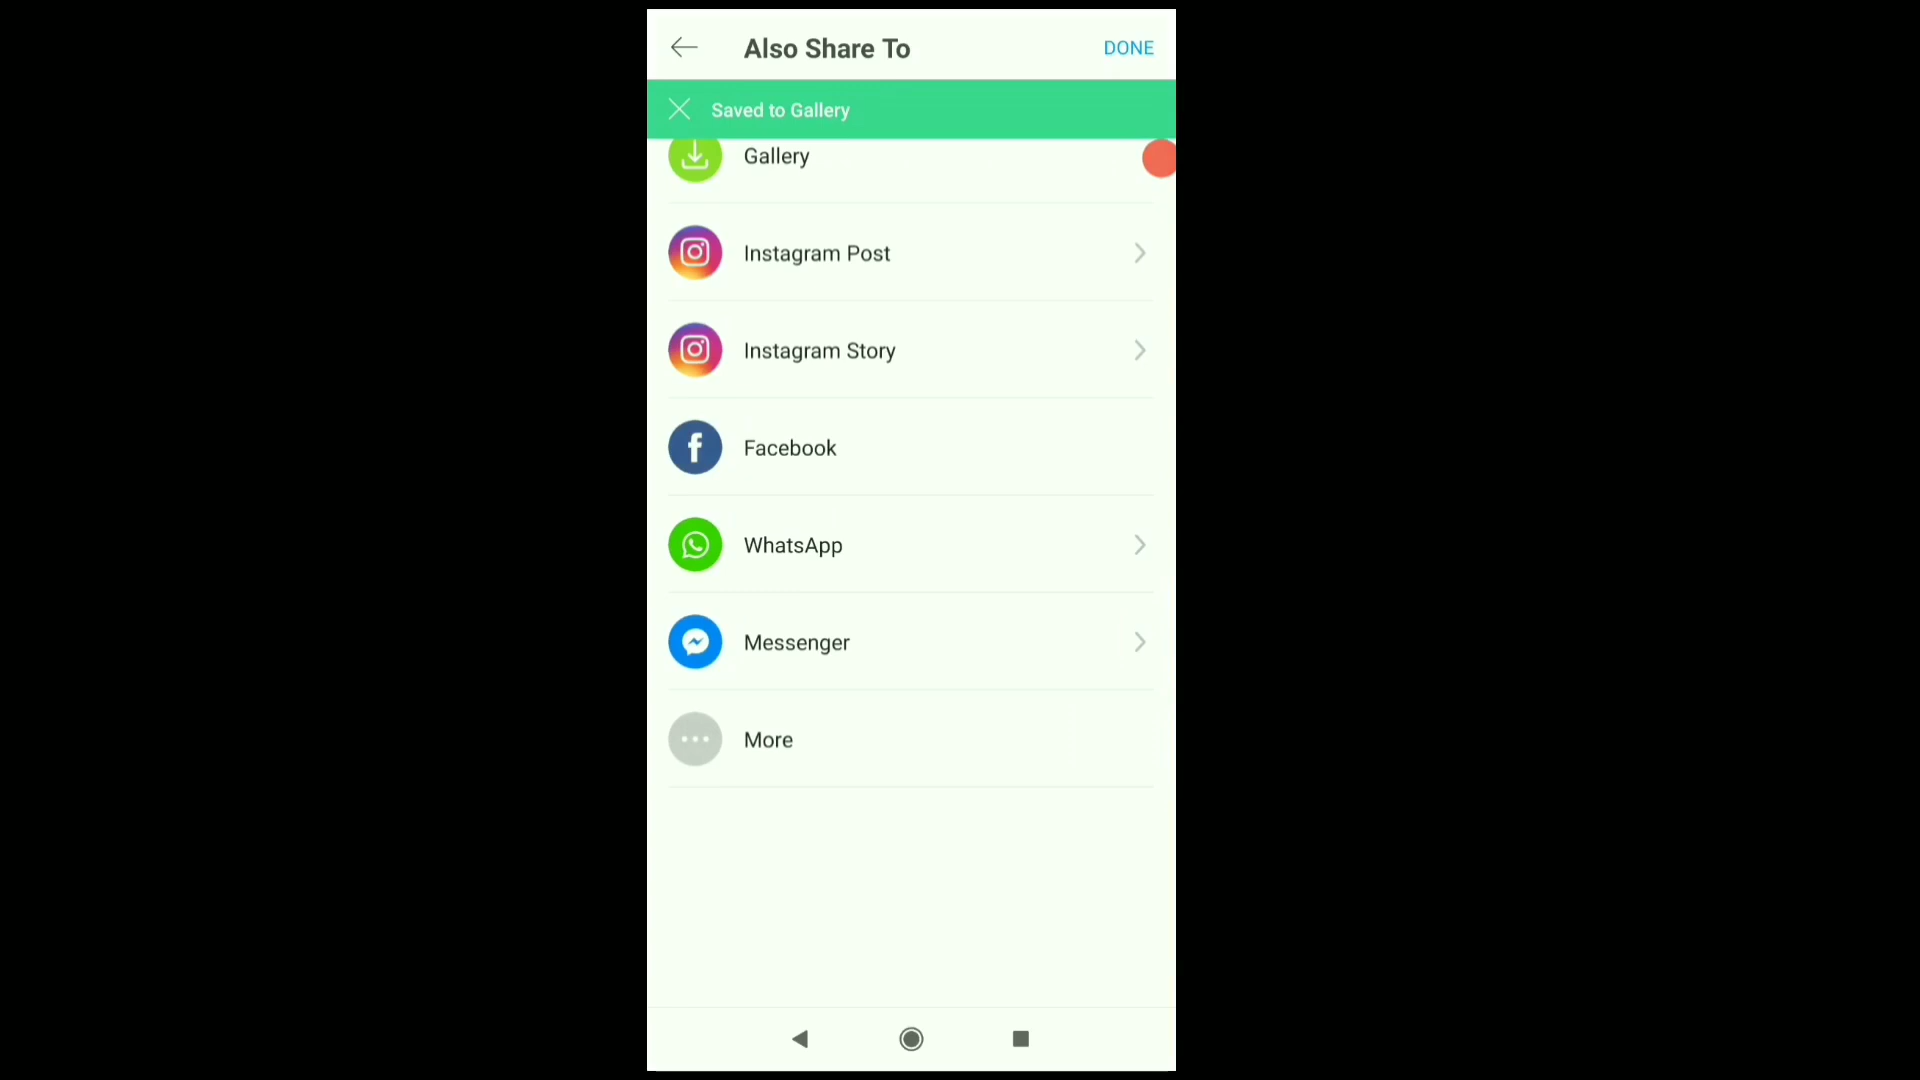 Also Share To
DONE
Saved to Gallery
Gallery
Instagram Post
Instagram Story
Facebook
WhatsApp
Messenger
More